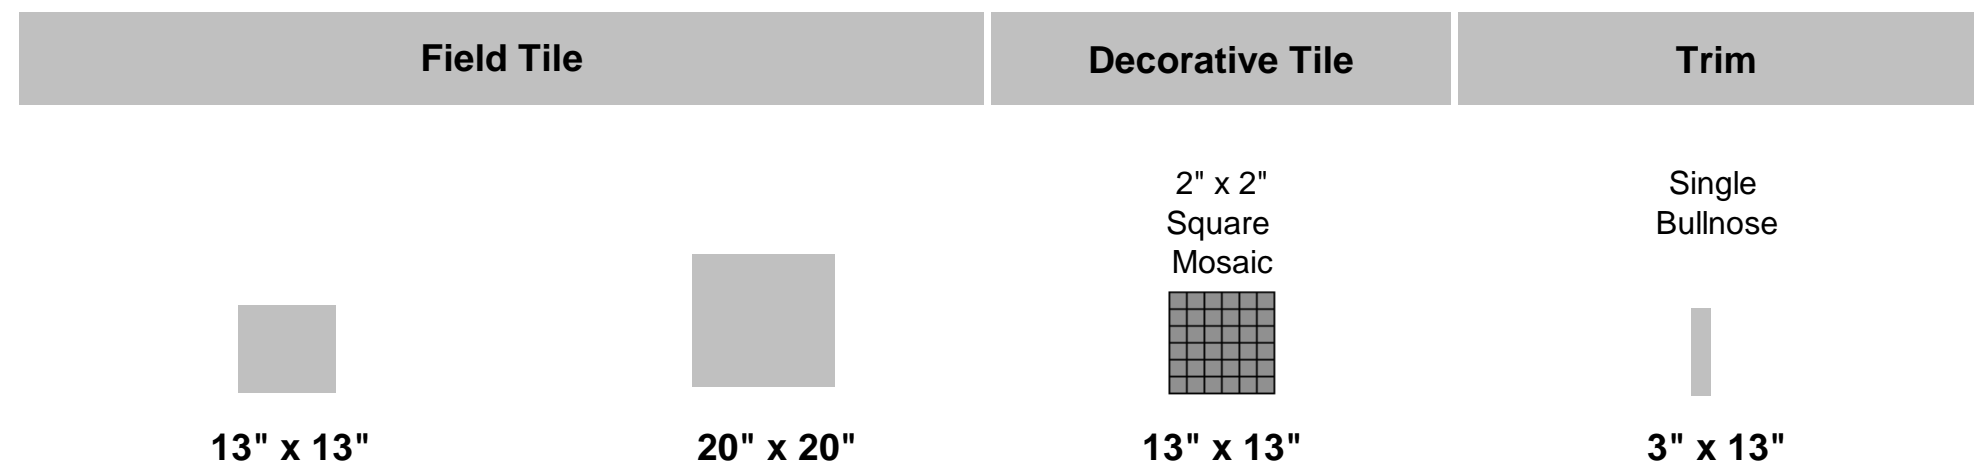 Field Tile
Decorative Tile
Trim
2" x 2"
Square
Mosaic
Single
Bullnose
13" x 13"
20" x 20"
13" x 13"
3" x 13"